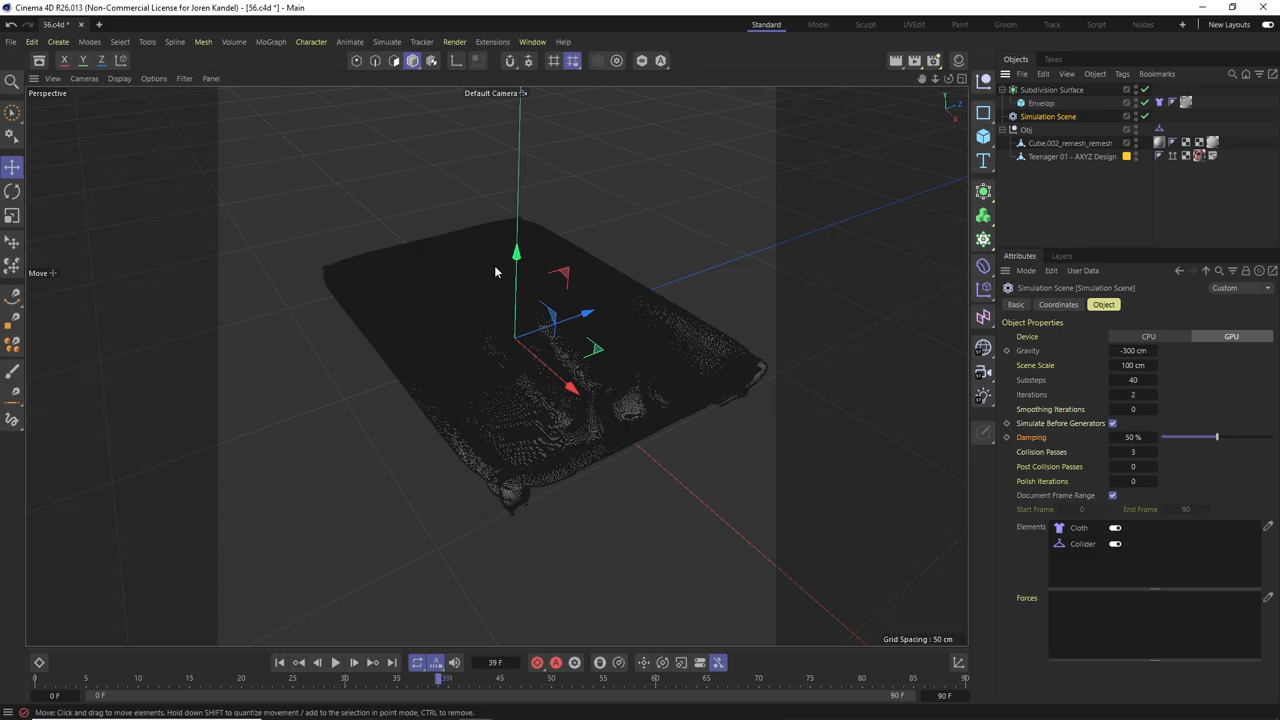 Cinema 4D R26.013 (Non-Commercial License for Joren Kandel) - [56.c4d *] - Main
56.c4d *
Standard
Model
Sculpt
UVEdit
Paint
Groom
Track
Script
Nodes
New Layouts
File Edit Create Modes Select Tools Spline Mesh Volume MoGraph Character Animate Simulate Tracker Render Extensions Window Help
Objects Takes
X Y Z
File Edit View Object Tags Bookmarks
View Cameras Display Options Filter Panel
Perspective
Default Camera
Subdivision Surface
Envelop
Simulation Scene
Obj
Cube.002_remesh_remesh
Teenager 01 - AXYZ Design
Attributes Layers
Move
Mode Edit User Data
Simulation Scene [Simulation Scene]
Custom
Basic Coordinates Object
Object Properties
Device CPU GPU
Gravity -300 cm
Scene Scale 100 cm
Substeps 40
Iterations 2
Smoothing Iterations 0
Simulate Before Generators
Damping 50 %
Collision Passes 3
Post Collision Passes 0
Polish Iterations 0
Document Frame Range
Start Frame 0 End Frame 90
Elements Cloth
Collider
Forces
Grid Spacing : 50 cm
39 F
0 5 10 15 20 25 30 35 39 45 50 55 60 65 70 75 80 85 90
0 F 0 F 90 F 90 F
Move: Click and drag to move elements. Hold down SHIFT to quantize movement / add to the selection in point mode, CTRL to remove.